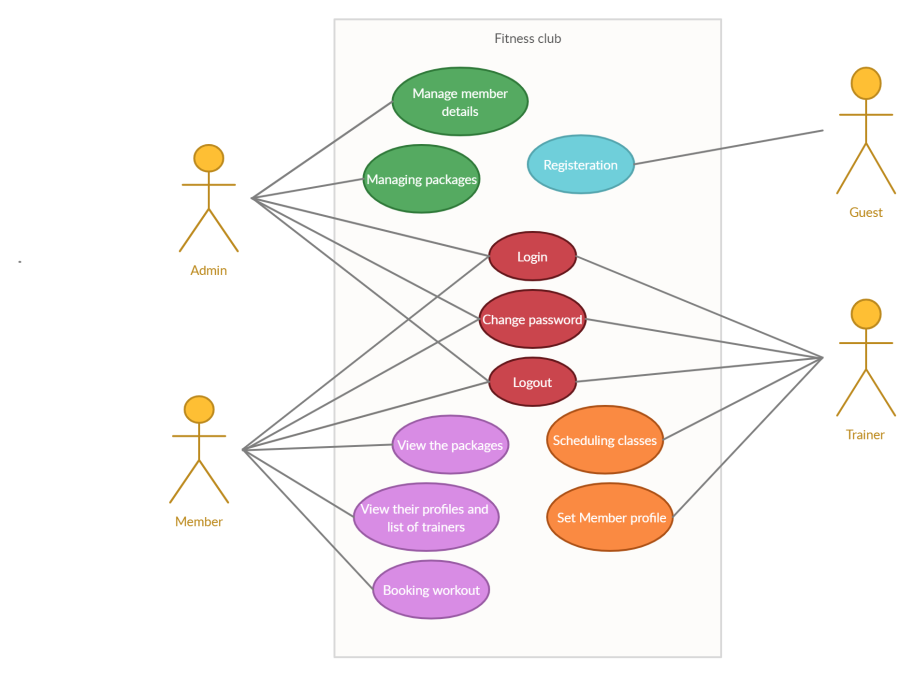 Fitness club
Manage member
details
Registeration
Managing packages
Guest
Login
Admin
Change password
Logout
Trainer
Scheduling classes
View the packages
View their profiles and
list of trainers
Set Member profile
Member
Booking workout